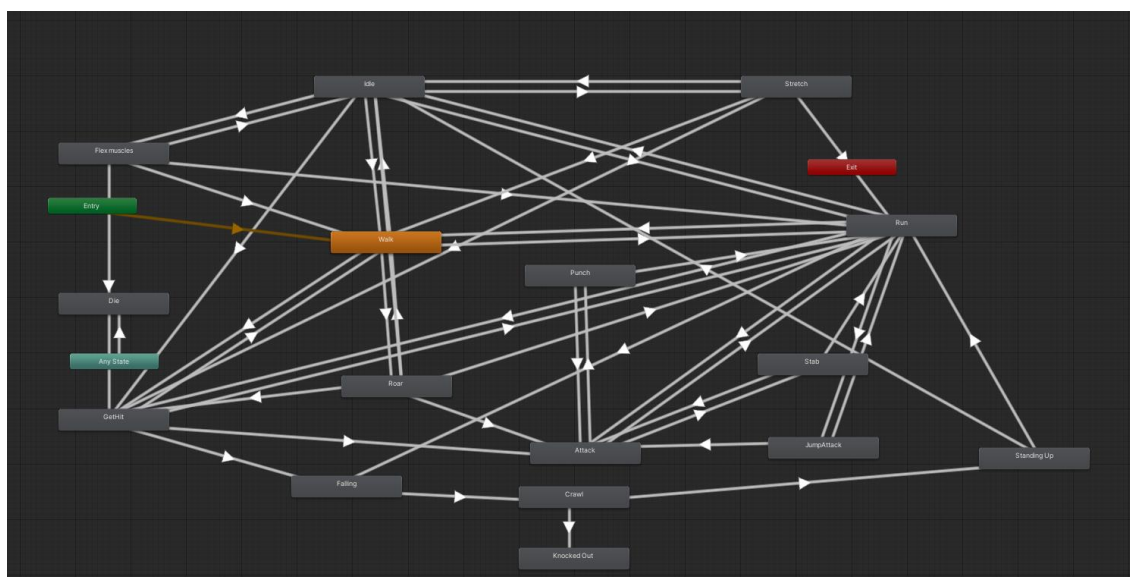 Idle
Stretch
Flex muscles
Exit
Entry
Run
Walk
Punch
Die
Any State
Stab
Roar
GetHit
JumpAttack
Attack
Standing Up
Falling
Crawl
Knocked Out